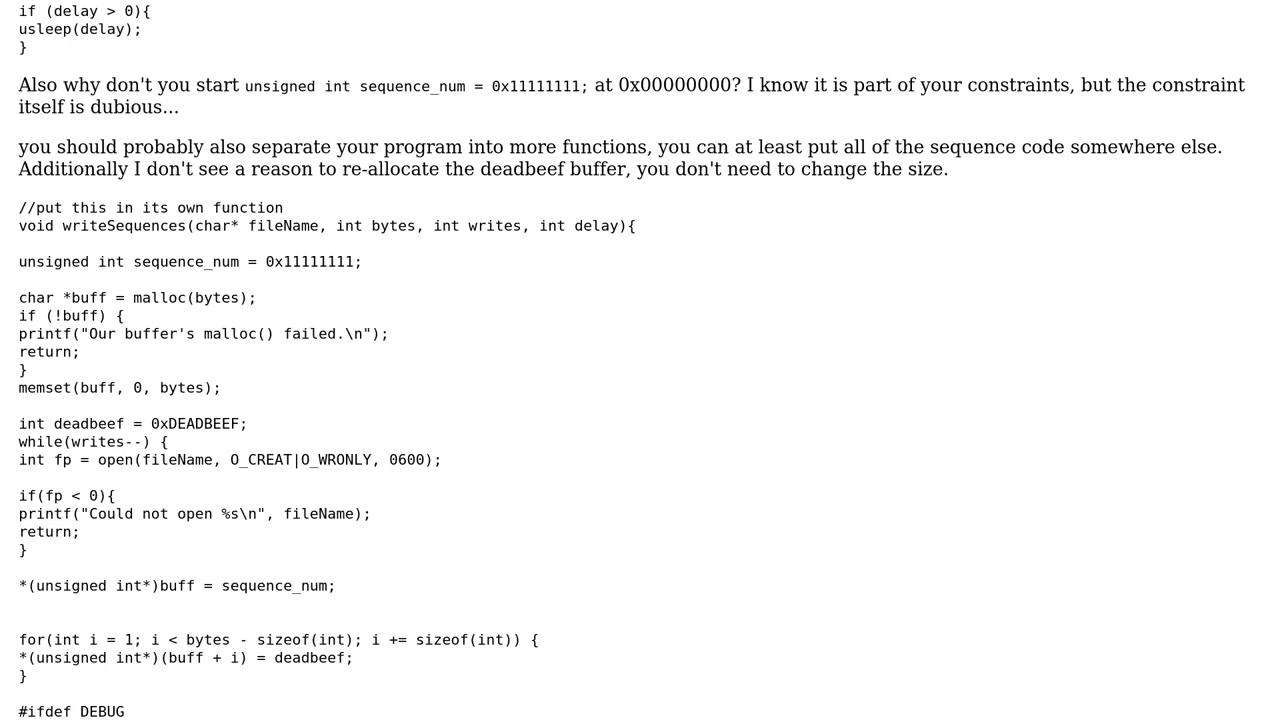 if (delay > 0){
usleep(delay);
}
Also why don't you start unsigned int sequence_num = 0x11111111; at 0x00000000? I know it is part of your constraints, but the constraint
itself is dubious...
you should probably also separate your program into more functions, you can at least put all of the sequence code somewhere else.
Additionally I don't see a reason to re-allocate the deadbeef buffer, you don't need to change the size.
//put this in its own function
void writeSequences(char* fileName, int bytes, int writes, int delay){
unsigned int sequence_num = 0x11111111;
char *buff = malloc(bytes);
if (!buff) {
printf("Our buffer's malloc() failed.\n");
return;
}
memset(buff, 0, bytes);
int deadbeef = 0xDEADBEEF;
while(writes--) {
int fp = open(fileName, O_CREAT|O_WRONLY, 0600);
if(fp < 0){
printf("Could not open %s\n", fileName);
return;
}
*(unsigned int*)buff = sequence_num;
for(int i = 1; i < bytes - sizeof(int); i += sizeof(int)) {
*(unsigned int*)(buff + i) = deadbeef;
}
#ifdef DEBUG